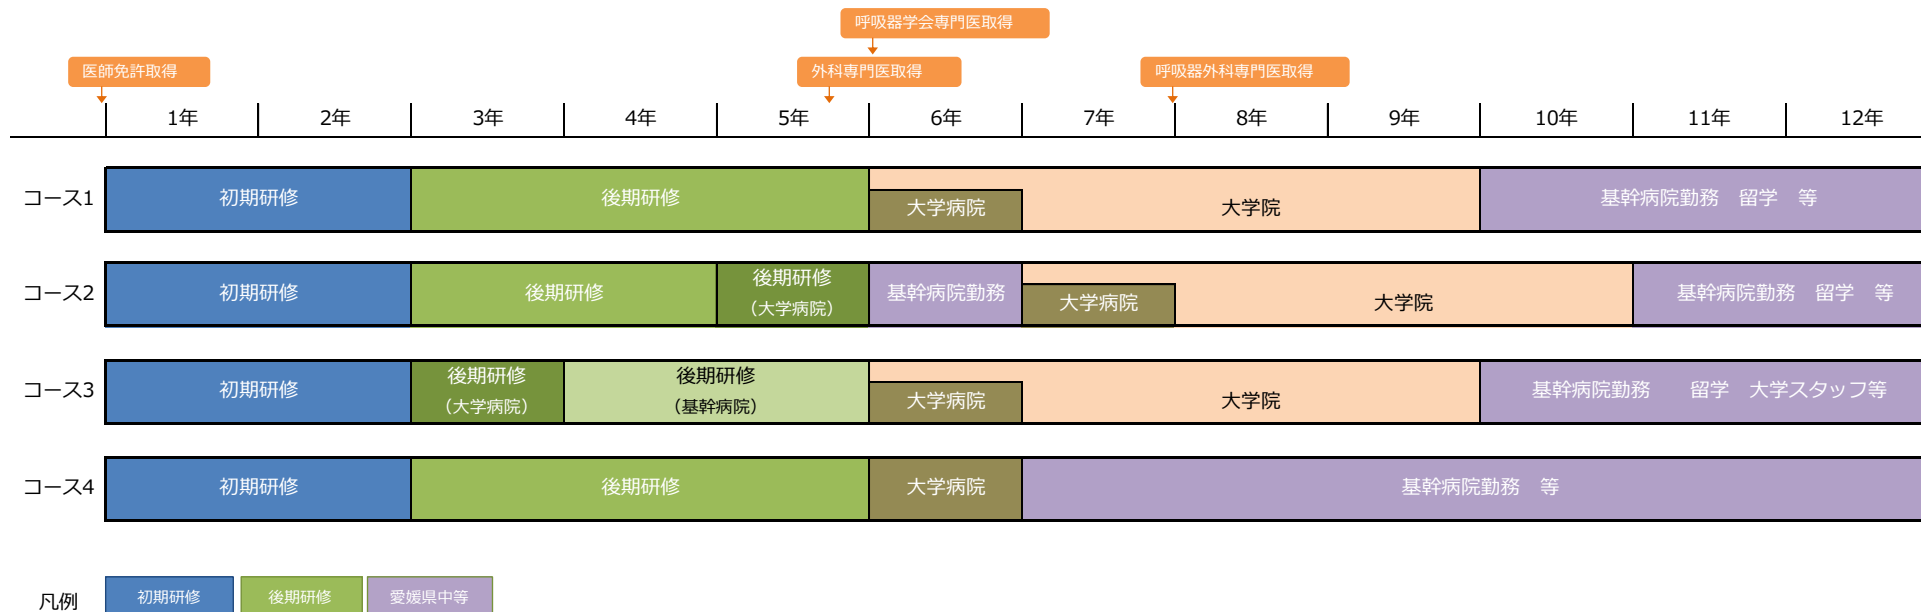 呼吸器学会専門医取得
医師免許取得
外科専門医取得
呼吸器外科専門医取得
1年
2年
3年
4年
5年
6年
7年
8年
9年
10年
11年
12年
コース1
初期研修
後期研修
大学病院
大学院
基幹病院勤務　留学　等
コース2
初期研修
後期研修
後期研修
（大学病院）
基幹病院勤務
大学病院
大学院
基幹病院勤務　留学　等
コース3
初期研修
後期研修
（大学病院）
後期研修
（基幹病院）
大学病院
大学院
基幹病院勤務　　留学　大学スタッフ等
コース4
初期研修
後期研修
大学病院
基幹病院勤務　等
凡例
初期研修
後期研修
愛媛県中等